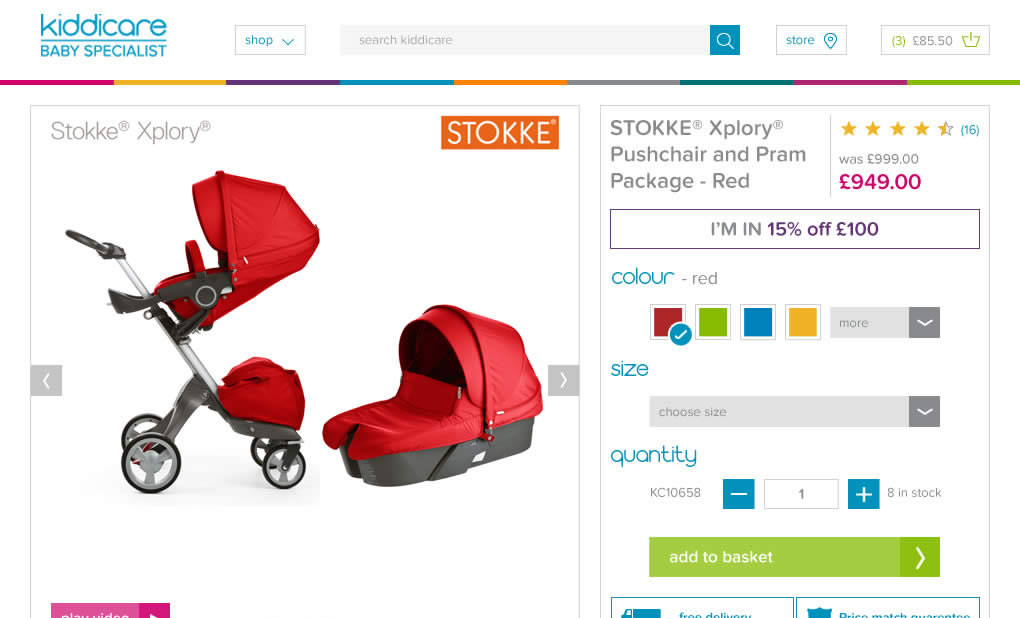 kiddicare
BABY SPECIALIST
shop
search kiddicare
store
(3) £85.50
Stokke® Xplory®
STOKKE®
STOKKE® Xplory®
Pushchair and Pram
Package - Red
(16)
was £999.00
£949.00
I'M IN 15% off £100
colour - red
more
size
choose size
quantity
KC10658
1
8 in stock
add to basket
play video
free delivery
Price match guarentee